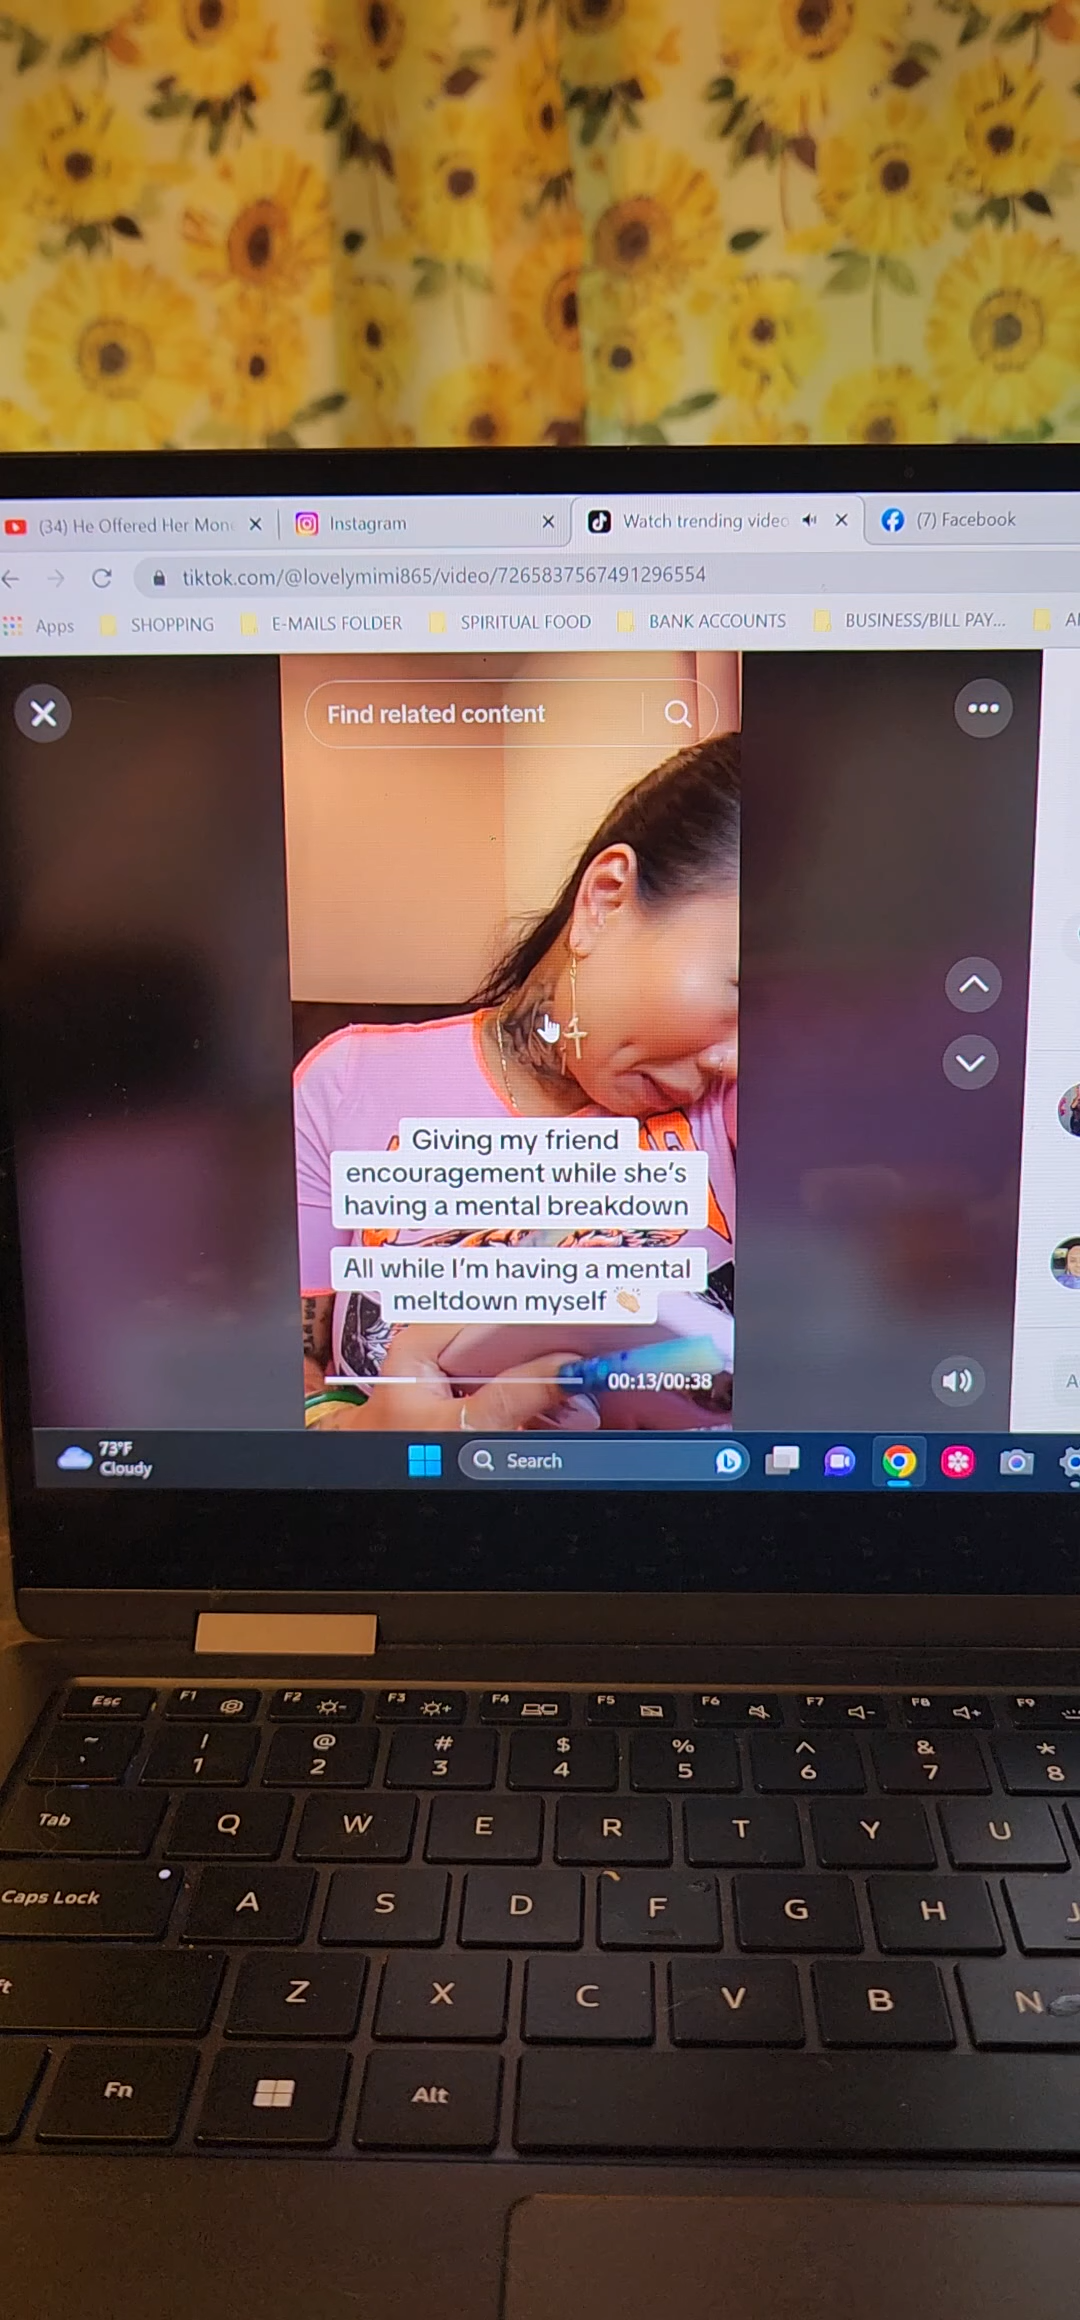 (34) He Offered Her Mon
Instagram
Watch trending videc
(7) Facebook
tiktok.com/@lovelymimi865/video/7265837567491296554
Apps
SHOPPING
E-MAILS FOLDER
SPIRITUAL FOOD
BANK ACCOUNTS
BUSINESS/BILL PAY...
Find related content
Giving my friend
encouragement while she's
having a mental breakdown
All while I'm having a mental
meltdown myself 👏
00:13/00:38
73°F
Cloudy
Search
Esc F1 F2 F3 F4 F5 F6 F7 F8 F9
~ ! @ # $ % ^ & *
` 1 2 3 4 5 6 7 8
Tab Q W E R T Y U
Caps Lock A S D F G H J
Z X C V B N
Fn Alt